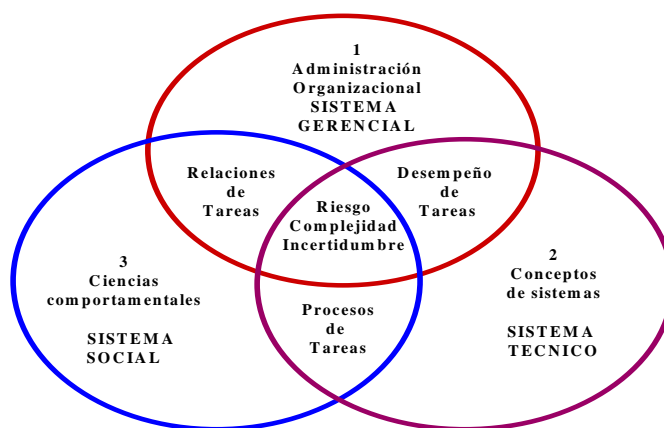 1
Administración
Organizacional
SISTEMA
GERENCIAL
Relaciones
de
Tareas
Desempeño
de
Tareas
Riesgo
Complejidad
Incertidumbre
3
Ciencias
comportamentales
SISTEMA
SOCIAL
2
Conceptos
de sistemas
SISTEMA
TECNICO
Procesos
de
Tareas